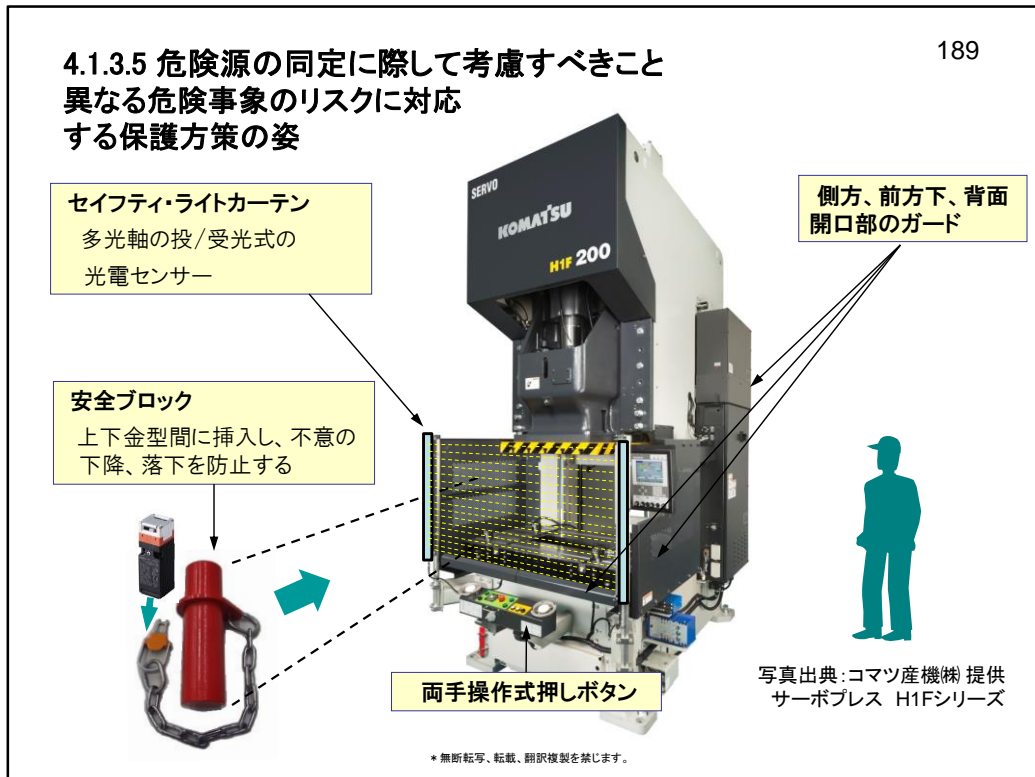 189
4.1.3.5 危険源の同定に際して考慮すべきこと
異なる危険事象のリスクに対応
する保護方策の姿
セイフティ・ライトカーテン
多光軸の投/受光式の
光電センサー
側方、前方下、背面
開口部のガード
SERVO
KOMATSU
H1F 200
安全ブロック
上下金型間に挿入し、不意の
下降、落下を防止する
両手操作式押しボタン
写真出典:コマツ産機㈱ 提供
サーボプレス H1Fシリーズ
* 無断転写、転載、翻訳複製を禁じます。